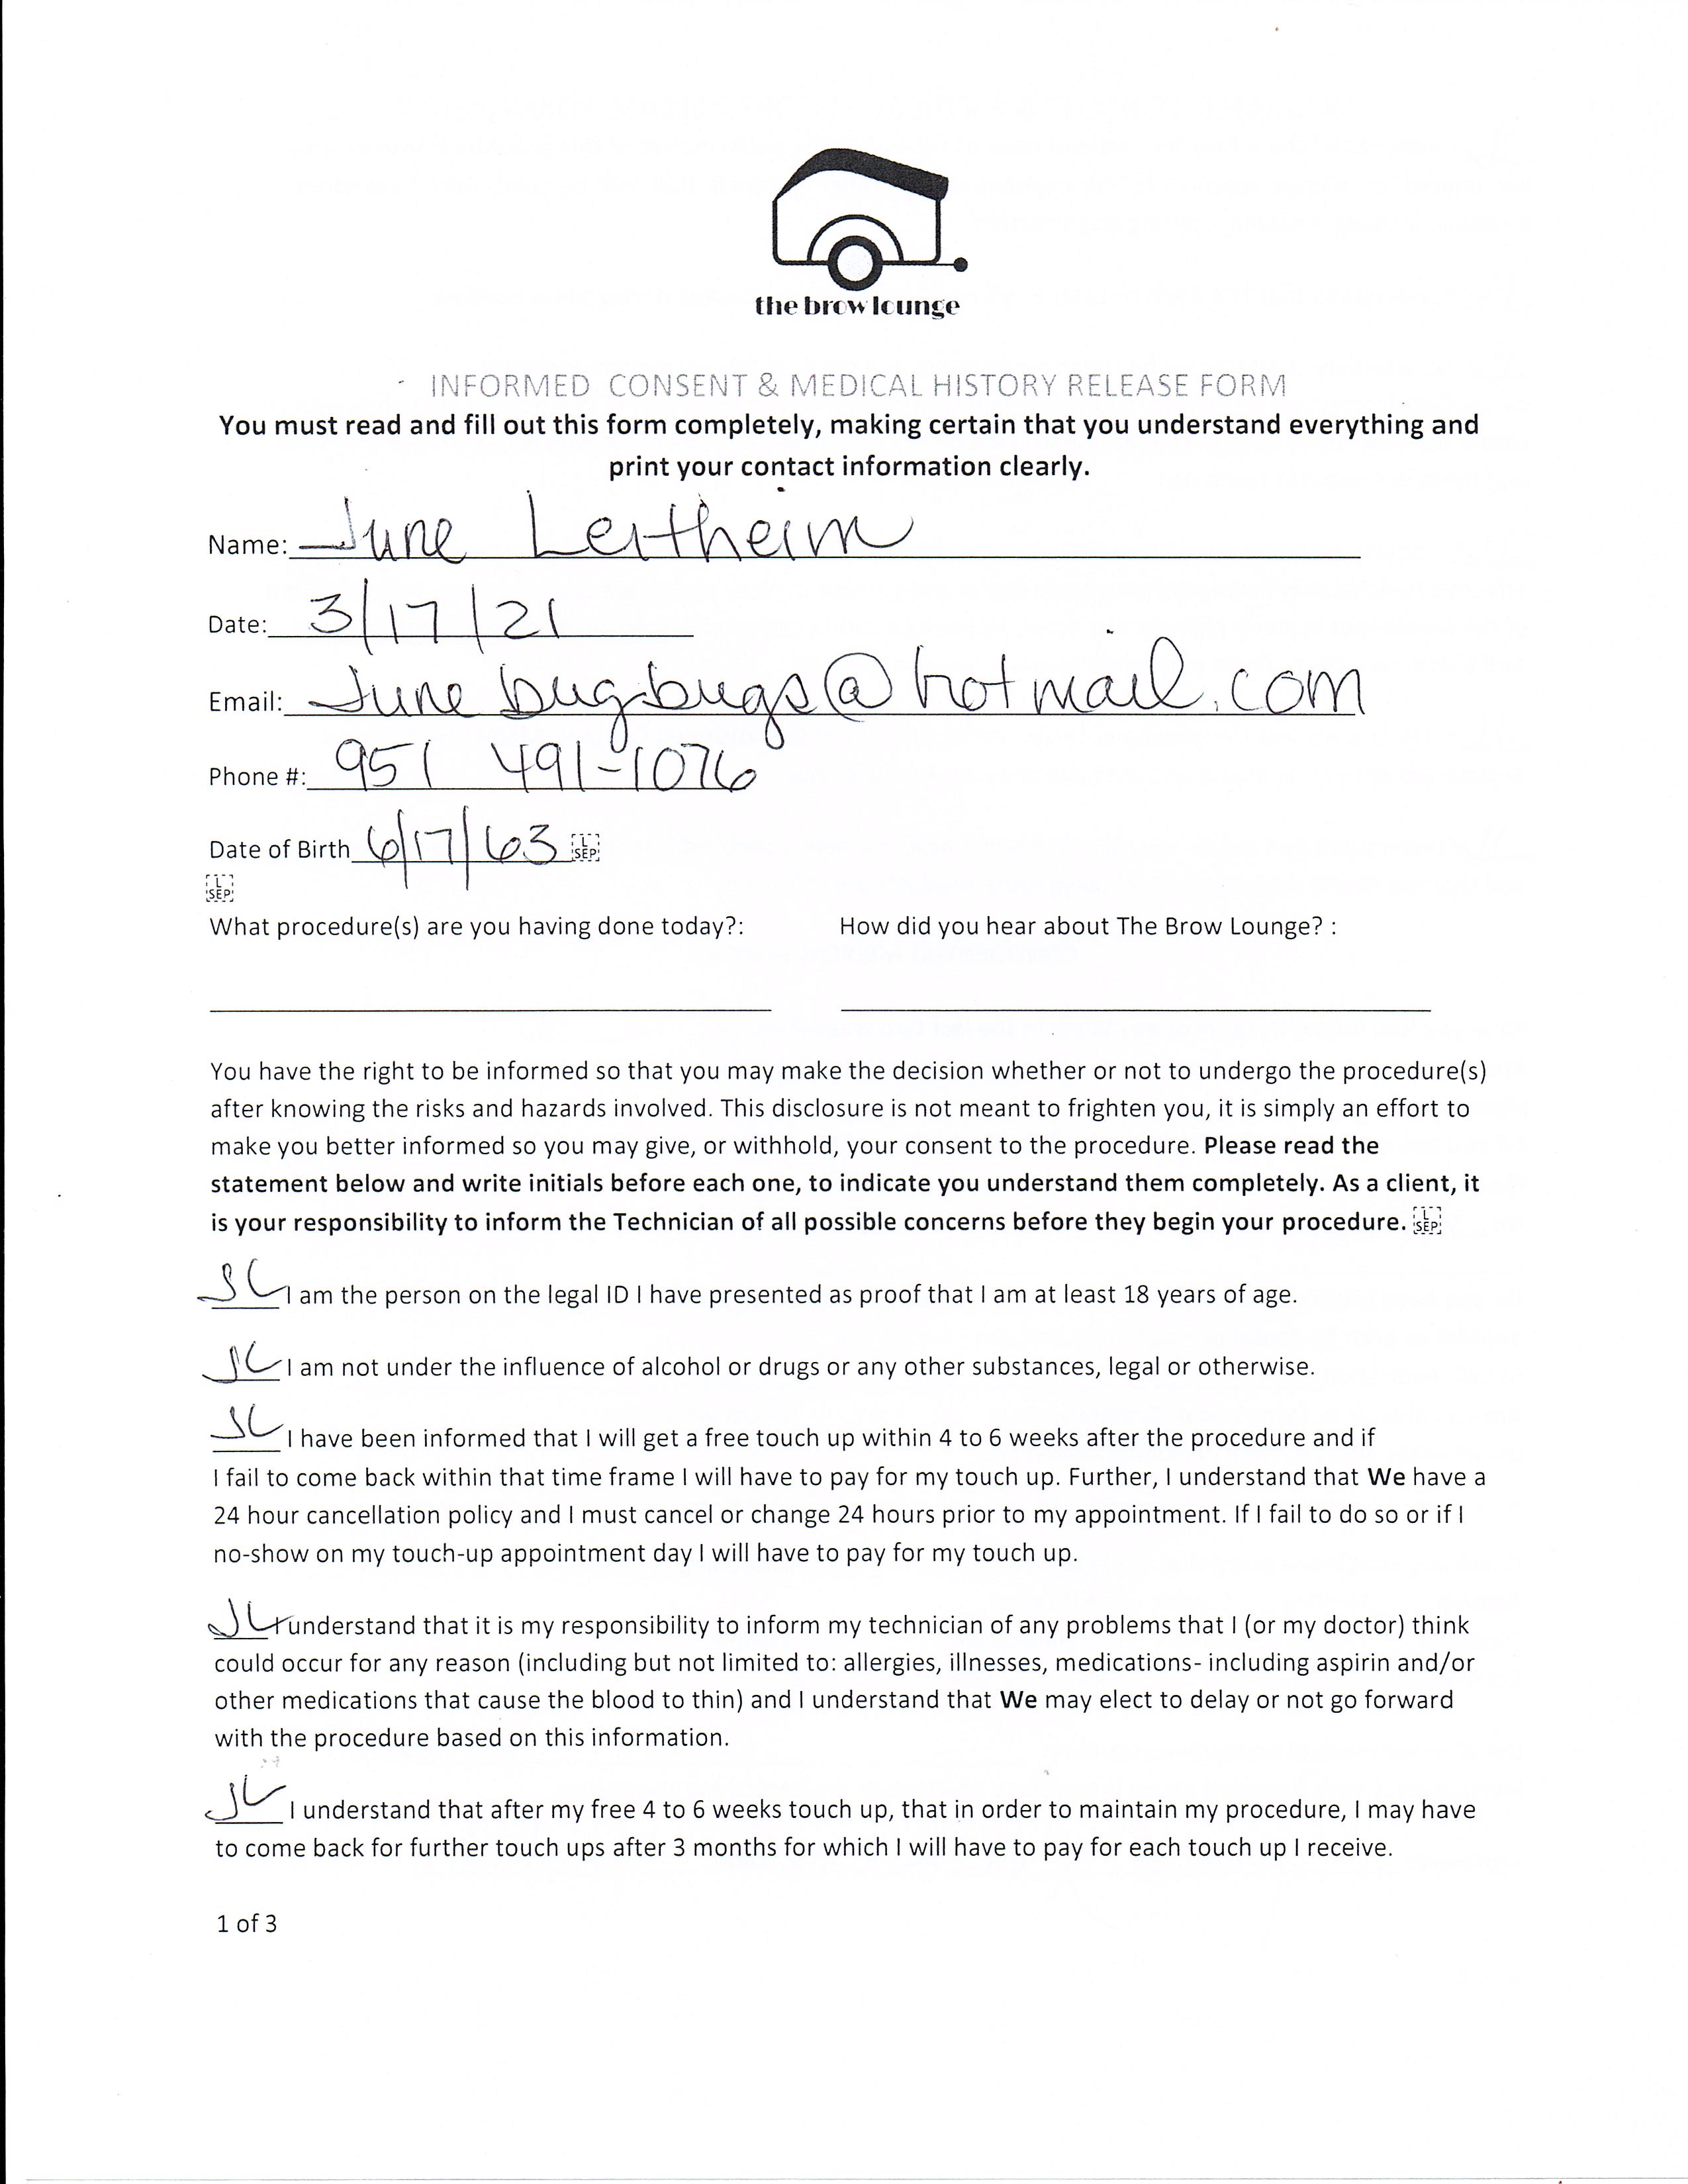 the brow lounge
INFORMED CONSENT & MEDICAL HISTORY RELEASE FORM
You must read and fill out this form completely, making certain that you understand everything and
print your contact information clearly.
Name: June Leitheim
Date: 3/17/21
Email: Junebugbugs@hotmail.com
Phone #: 951 491-1076
Date of Birth 6/17/63 L SEP
L SEP
What procedure(s) are you having done today?: How did you hear about The Brow Lounge? :
You have the right to be informed so that you may make the decision whether or not to undergo the procedure(s)
after knowing the risks and hazards involved. This disclosure is not meant to frighten you, it is simply an effort to
make you better informed so you may give, or withhold, your consent to the procedure. Please read the
statement below and write initials before each one, to indicate you understand them completely. As a client, it
is your responsibility to inform the Technician of all possible concerns before they begin your procedure. L SEP
JL I am the person on the legal ID I have presented as proof that I am at least 18 years of age.
JL I am not under the influence of alcohol or drugs or any other substances, legal or otherwise.
JL I have been informed that I will get a free touch up within 4 to 6 weeks after the procedure and if
I fail to come back within that time frame I will have to pay for my touch up. Further, I understand that We have a
24 hour cancellation policy and I must cancel or change 24 hours prior to my appointment. If I fail to do so or if I
no-show on my touch-up appointment day I will have to pay for my touch up.
JL I understand that it is my responsibility to inform my technician of any problems that I (or my doctor) think
could occur for any reason (including but not limited to: allergies, illnesses, medications- including aspirin and/or
other medications that cause the blood to thin) and I understand that We may elect to delay or not go forward
with the procedure based on this information.
JL I understand that after my free 4 to 6 weeks touch up, that in order to maintain my procedure, I may have
to come back for further touch ups after 3 months for which I will have to pay for each touch up I receive.
1 of 3